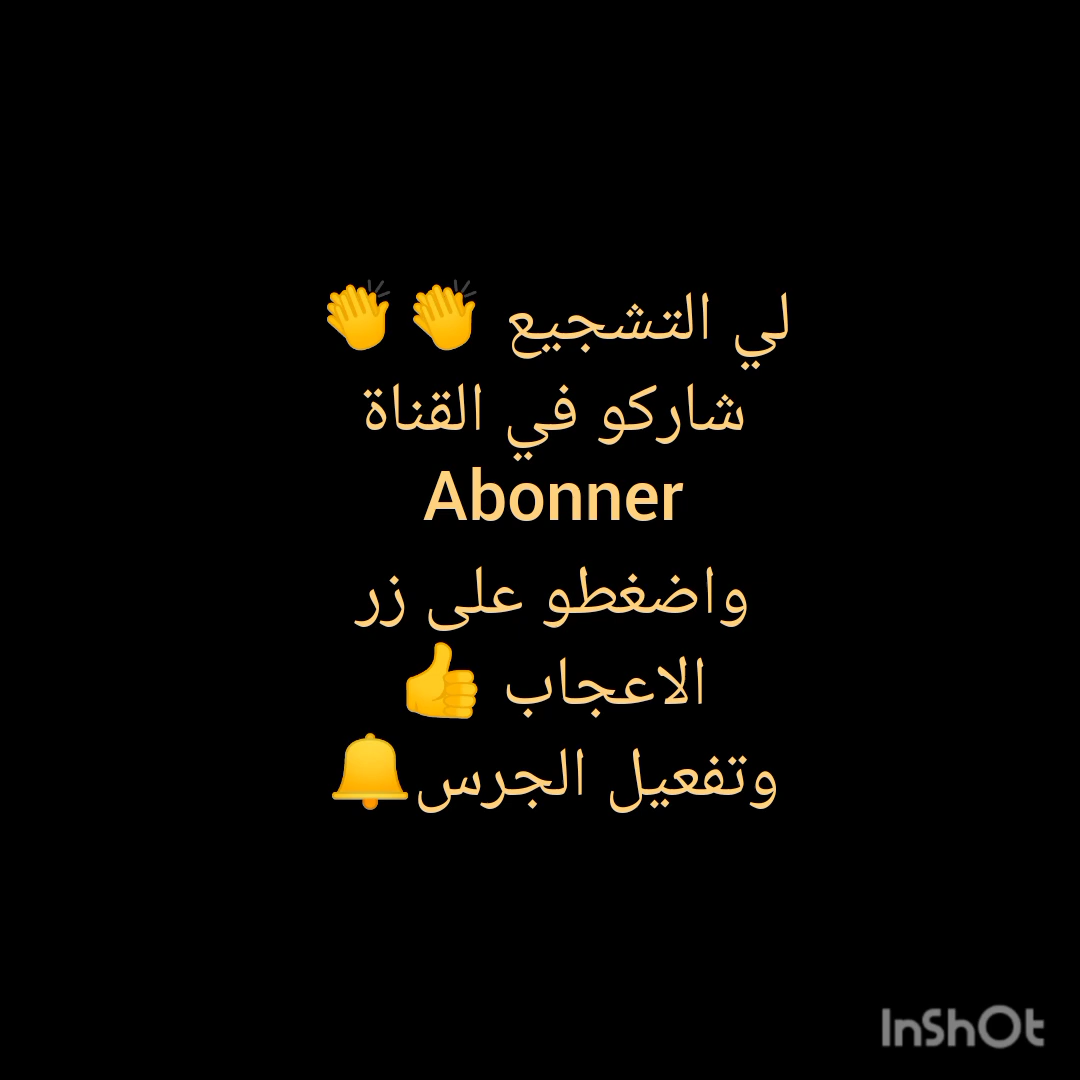 لي التشجيع 👏👏
شاركو في القناة
Abonner
واضغطو على زر
الاعجاب 👍
وتفعيل الجرس🔔
InShOt